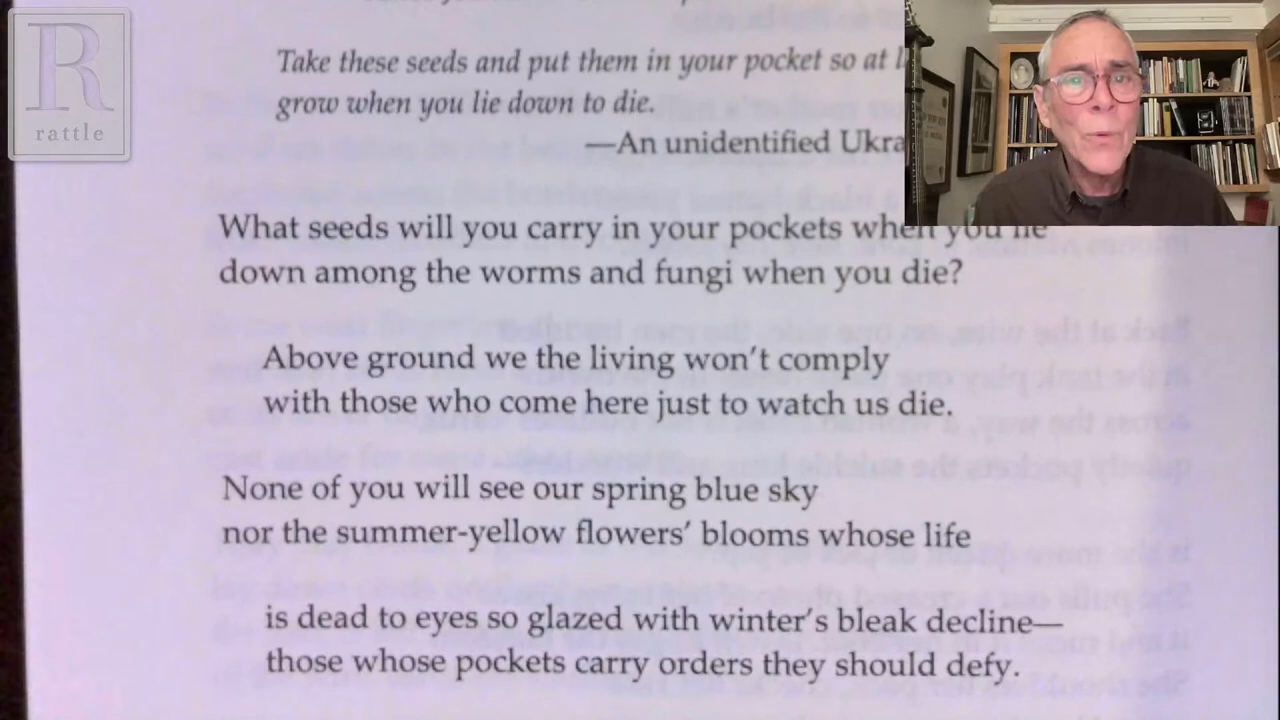 R
rattle
Take these seeds and put them in your pocket so at
grow when you lie down to die.
—An unidentified
What seeds will you carry in your pockets when you lie
down among the worms and fungi when you die?
Above ground we the living won't comply
with those who come here just to watch us die.
None of you will see our spring blue sky
nor the summer-yellow flowers' blooms whose life
is dead to eyes so glazed with winter's bleak decline—
those whose pockets carry orders they should defy.